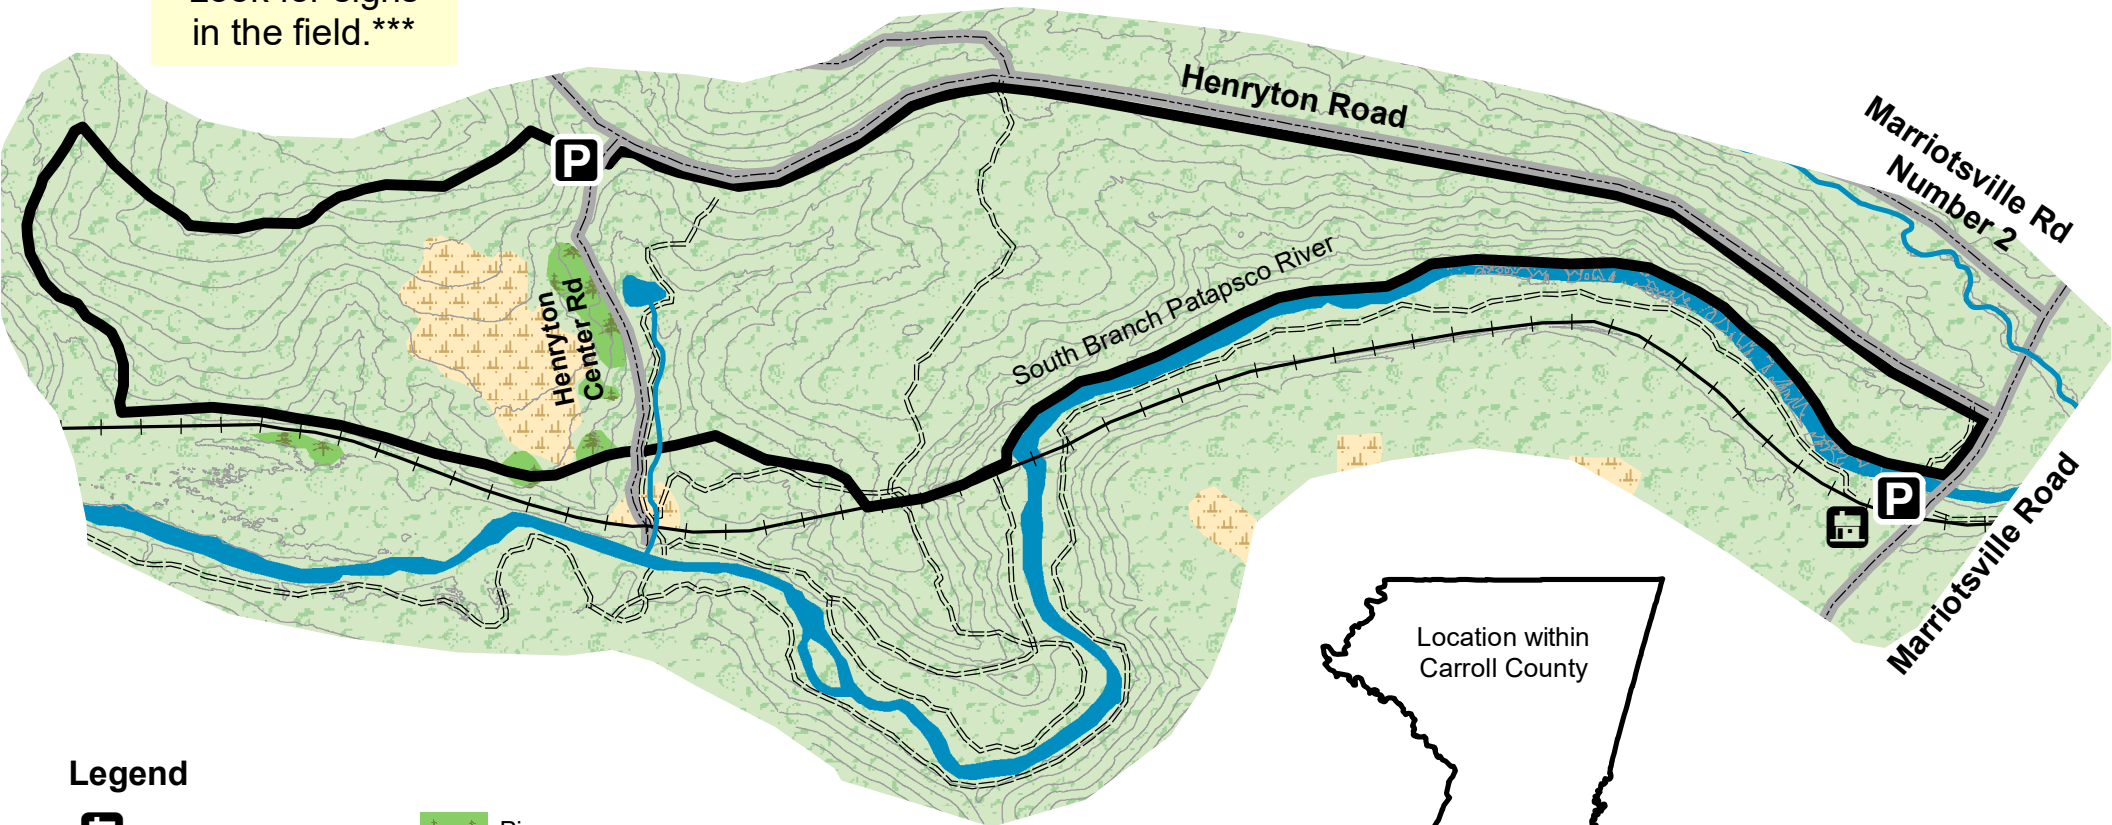 in the field.***
P
Henryton Road
Marriotsville Rd
Number 2
South Branch Patapsco River
Henryton
Center Rd
P
Marriotsville Road
Location within
Carroll County
Legend